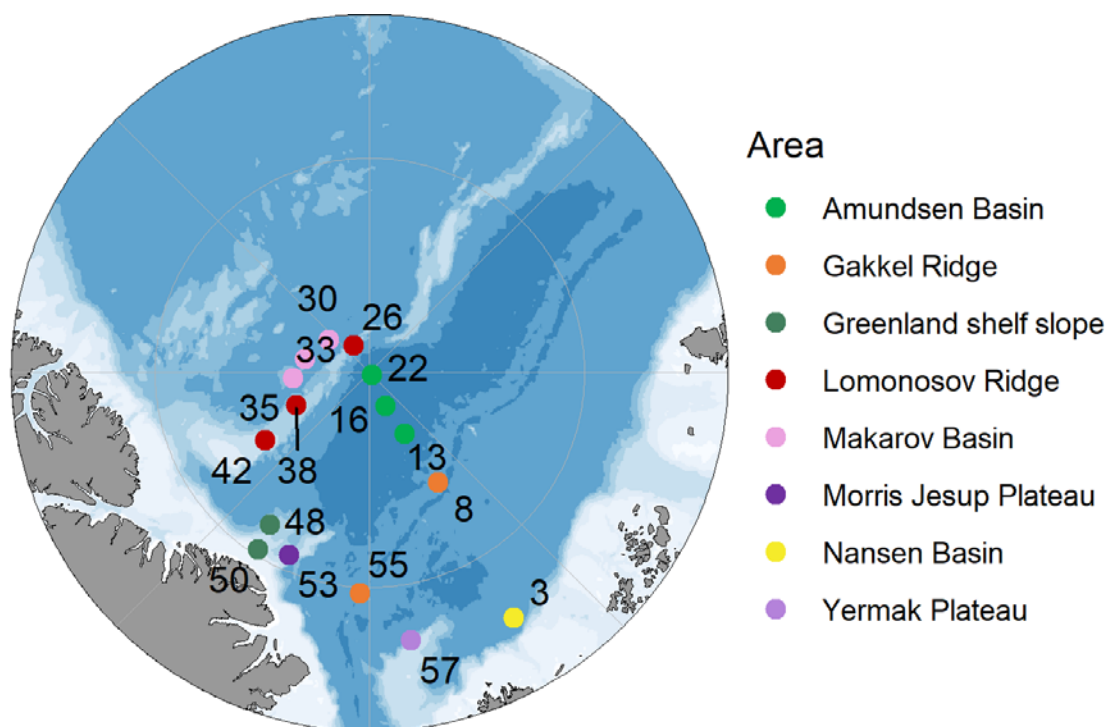 Area
Amundsen Basin
Gakkel Ridge
Greenland shelf slope
Lomonosov Ridge
Makarov Basin
Morris Jesup Plateau
Nansen Basin
Yermak Plateau
30
26
33
22
35
16
42
38
13
8
48
50
53
55
3
57